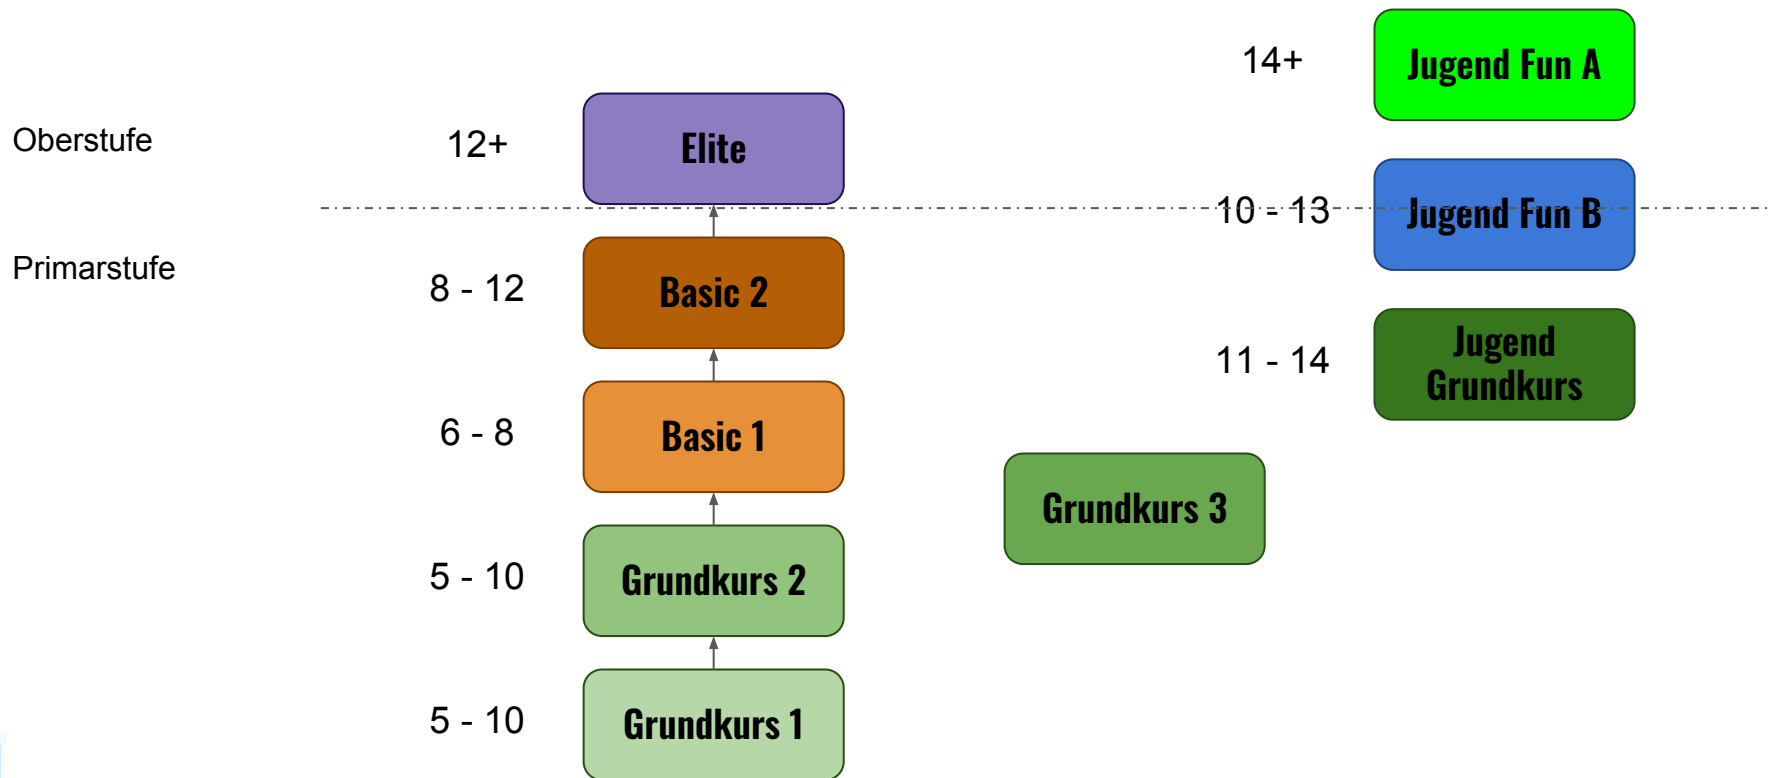 14+
Jugend Fun A
Oberstufe
12+
Elite
10 - 13
Jugend Fun B
Primarstufe
8 - 12
Basic 2
11 - 14
Jugend
Grundkurs
6 - 8
Basic 1
Grundkurs 3
5 - 10
Grundkurs 2
5 - 10
Grundkurs 1